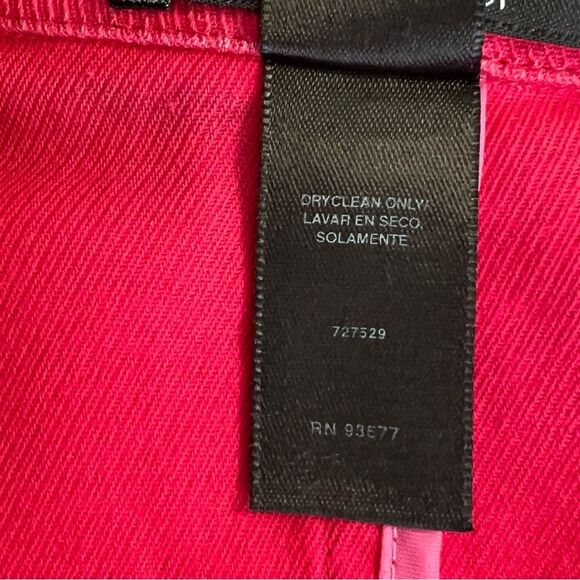 DRYCLEAN ONLY/
LAVAR EN SECO,
SOLAMENTE
727529
RN 93677